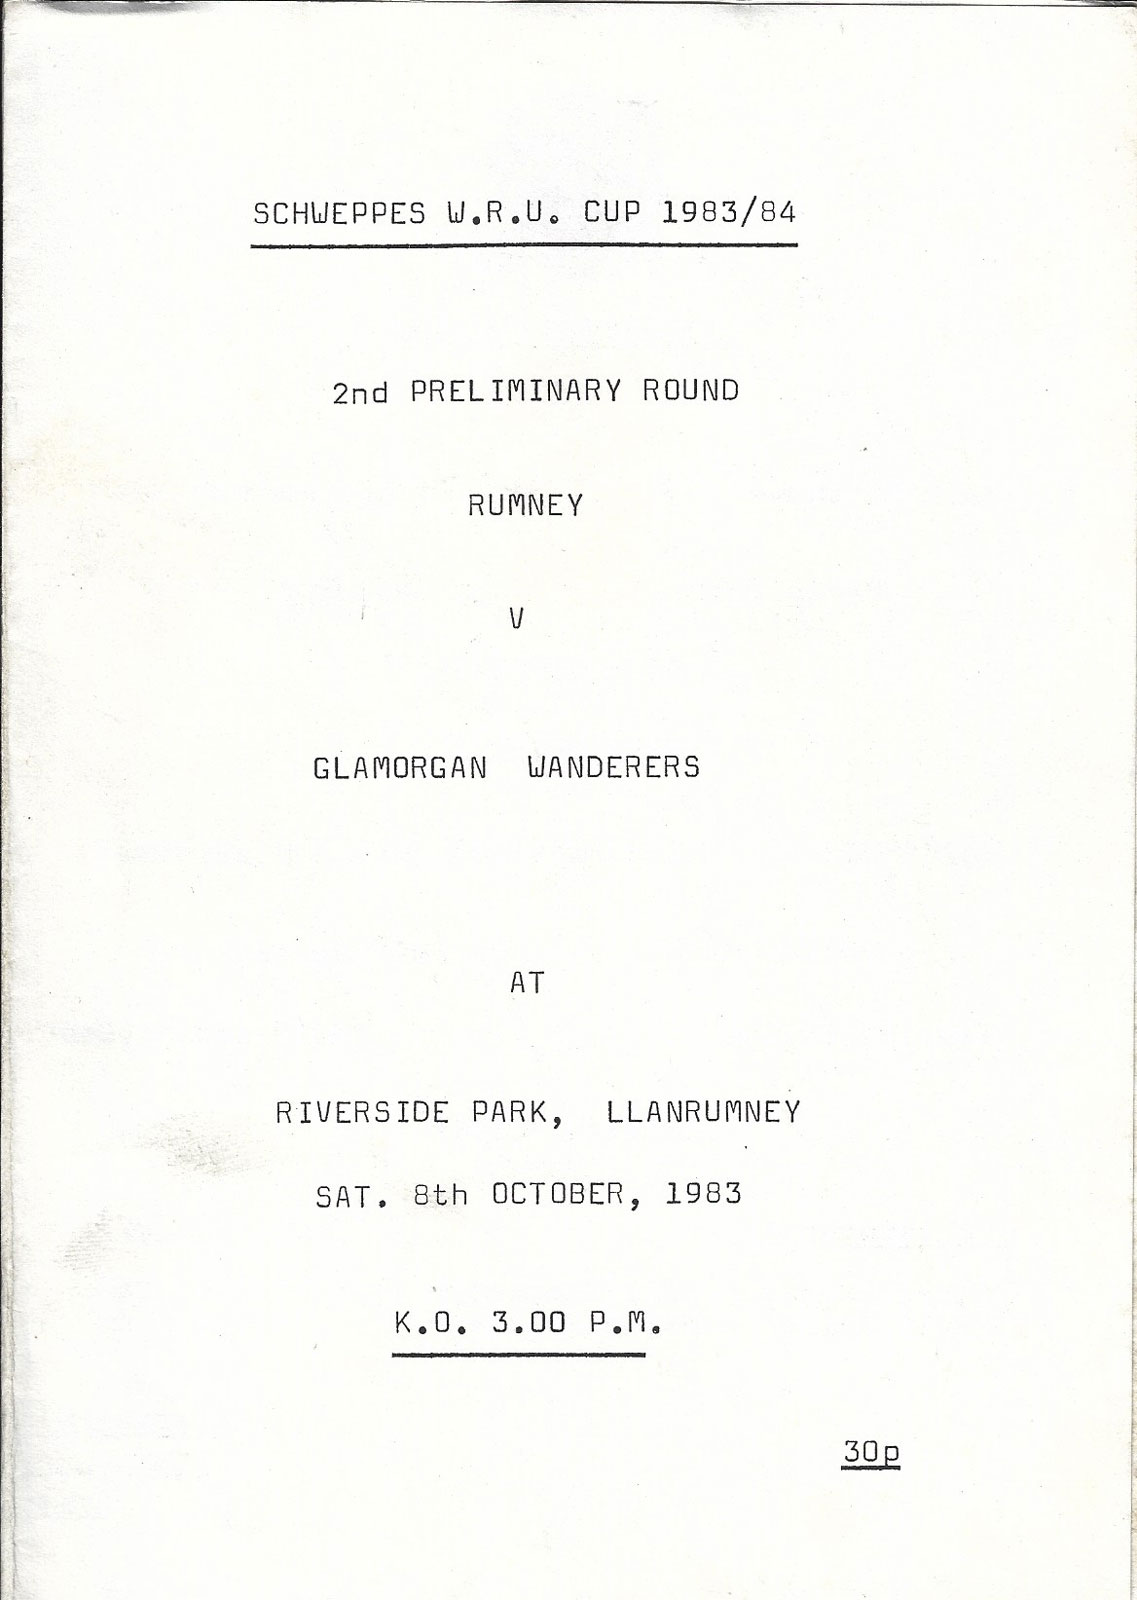 SCHWEPPES W.R.U. CUP 1983/84
2nd PRELIMINARY ROUND
RUMNEY
V
GLAMORGAN WANDERERS
AT
RIVERSIDE PARK, LLANRUMNEY
SAT. 8th OCTOBER, 1983
K.O. 3.00 P.M.
30p